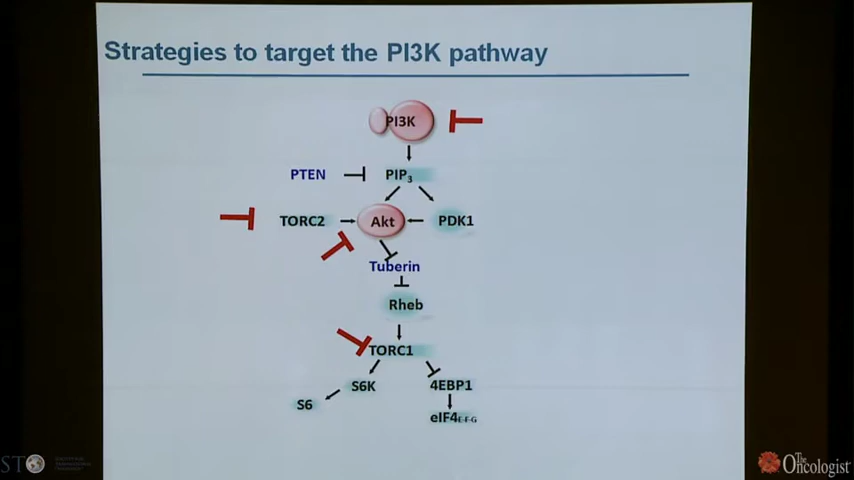 Strategies to target the PI3K pathway
PI3K
PTEN
PIP3
TORC2
Akt
PDK1
Tuberin
Rheb
TORC1
S6K
4EBP1
S6
eIF4E-F-G
STO
The Oncologist